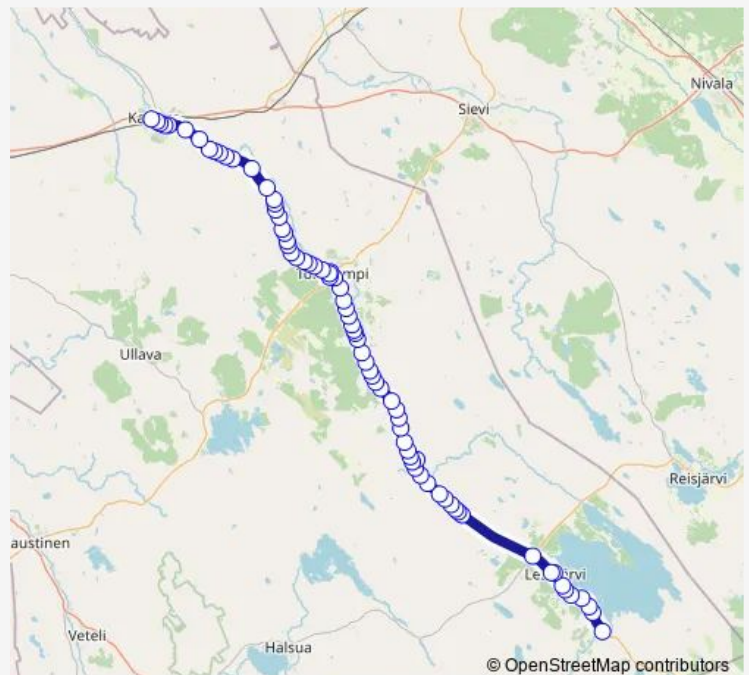 Nivala
Sievi
Ullava
Reisjärvi
austinen
Veteli
Halsua
© OpenStreetMap contributors